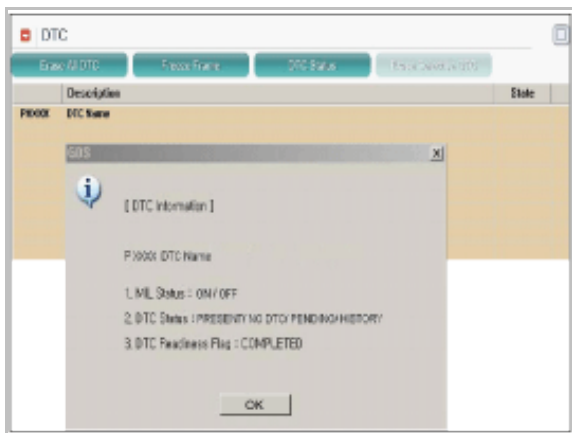 DTC
Erase All DTC Freeze Frame DTC Status
Description State
PXXXX DTC Name
GDS
[ DTC Information ]
PXXXX DTC Name
1. MIL Status : ON / OFF
2. DTC Status : PRESENT/ NO DTC/ PENDING/ HISTORY
3. DTC Readiness Flag : COMPLETED
OK